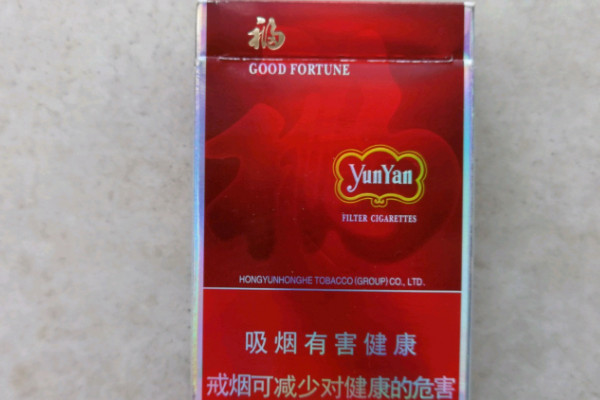 福
GOOD FORTUNE
YunYan
FILTER CIGARETTES
HONGYUNHONGHE TOBACCO (GROUP) CO., LTD.
吸烟有害健康
戒烟可减少对健康的危害